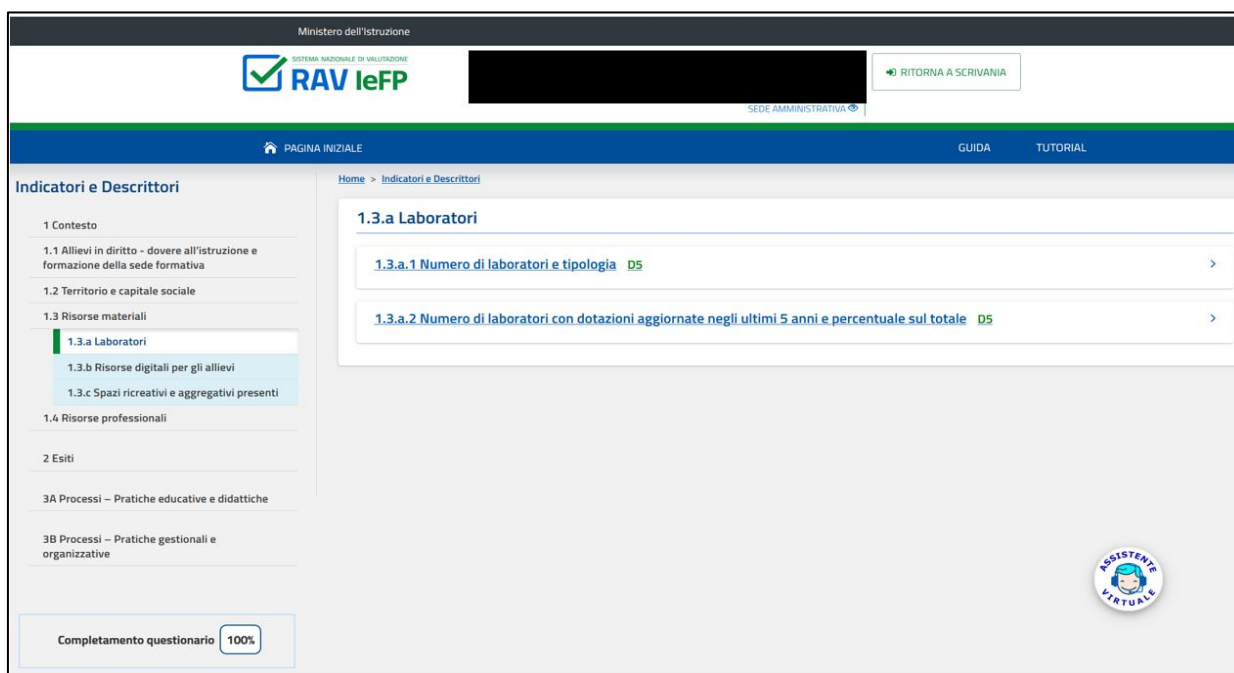 Ministero dell'Istruzione
SISTEMA NAZIONALE DI VALUTAZIONE
RAV IeFP
RITORNA A SCRIVANIA
SEDE AMMINISTRATIVA
PAGINA INIZIALE
GUIDA
TUTORIAL
Indicatori e Descrittori
1 Contesto
1.1 Allievi in diritto - dovere all'istruzione e
formazione della sede formativa
1.2 Territorio e capitale sociale
1.3 Risorse materiali
1.3.a Laboratori
1.3.b Risorse digitali per gli allievi
1.3.c Spazi ricreativi e aggregativi presenti
1.4 Risorse professionali
2 Esiti
3A Processi – Pratiche educative e didattiche
3B Processi – Pratiche gestionali e
organizzative
Completamento questionario 100%
Home > Indicatori e Descrittori
1.3.a Laboratori
1.3.a.1 Numero di laboratori e tipologia D5
1.3.a.2 Numero di laboratori con dotazioni aggiornate negli ultimi 5 anni e percentuale sul totale D5
ASSISTENTE
VIRTUALE